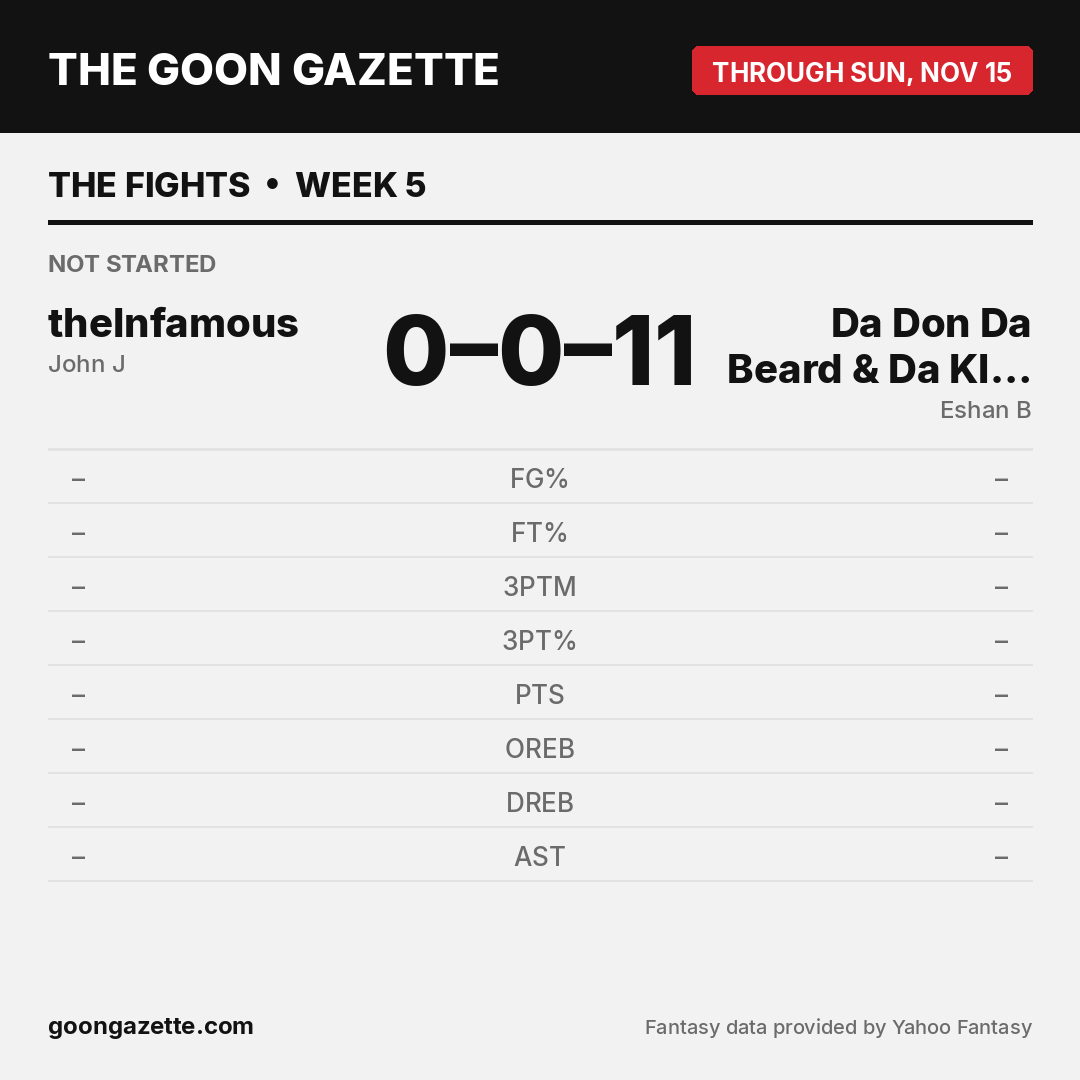 THE GOON GAZETTE
THROUGH SUN, NOV 15
THE FIGHTS • WEEK 5
NOT STARTED
theInfamous
John J
0–0–11
Da Don Da
Beard & Da Kl...
Eshan B
– FG% –
– FT% –
– 3PTM –
– 3PT% –
– PTS –
– OREB –
– DREB –
– AST –
goongazette.com
Fantasy data provided by Yahoo Fantasy